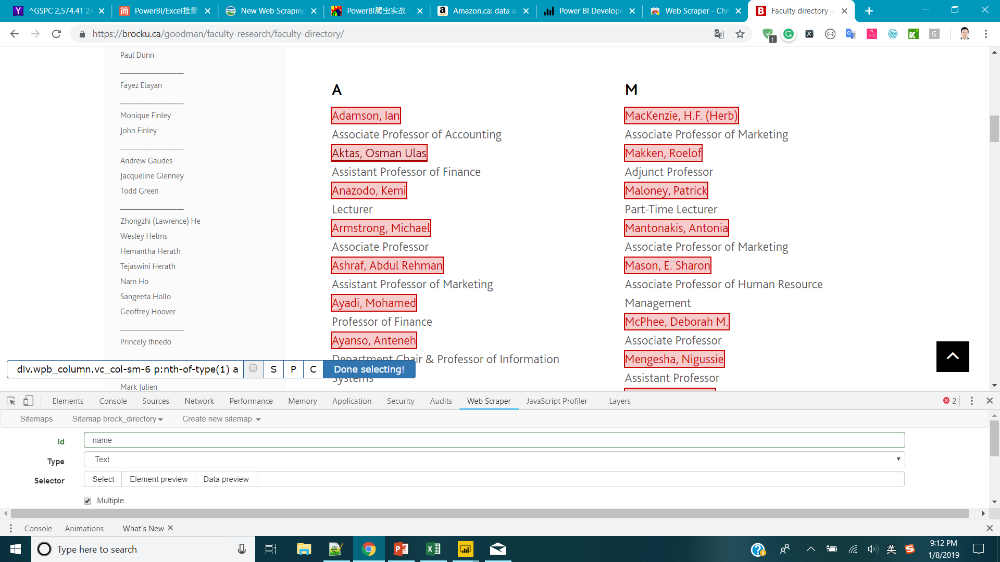 ^GSPC 2,574.41 24
PowerBI/Excel批量
New Web Scraping
PowerBI爬虫实战
Amazon.ca: data a
Power BI Develope
Web Scraper - Chr
Faculty directory –
https://brocku.ca/goodman/faculty-research/faculty-directory/
Paul Dunn
Fayez Elayan
Monique Finley
John Finley
Andrew Gaudes
Jacqueline Glenney
Todd Green
Zhongzhi (Lawrence) He
Wesley Helms
Hemantha Herath
Tejaswini Herath
Nam Ho
Sangeeta Hollo
Geoffrey Hoover
Princely Ifinedo
Mark Julien
A
Adamson, Ian
Associate Professor of Accounting
Aktas, Osman Ulas
Assistant Professor of Finance
Anazodo, Kemi
Lecturer
Armstrong, Michael
Associate Professor
Ashraf, Abdul Rehman
Assistant Professor of Marketing
Ayadi, Mohamed
Professor of Finance
Ayanso, Anteneh
Department Chair & Professor of Information
Systems
M
MacKenzie, H.F. (Herb)
Associate Professor of Marketing
Makken, Roelof
Adjunct Professor
Maloney, Patrick
Part-Time Lecturer
Mantonakis, Antonia
Associate Professor of Marketing
Mason, E. Sharon
Associate Professor of Human Resource
Management
McPhee, Deborah M.
Associate Professor
Mengesha, Nigussie
Assistant Professor
div.wpb_column.vc_col-sm-6 p:nth-of-type(1) a S P C Done selecting!
Elements Console Sources Network Performance Memory Application Security Audits Web Scraper JavaScript Profiler Layers 2
Sitemaps Sitemap brock_directory Create new sitemap
Id name
Type Text
Selector Select Element preview Data preview
Multiple
Console Animations What's New
Type here to search
英
9:12 PM
1/8/2019